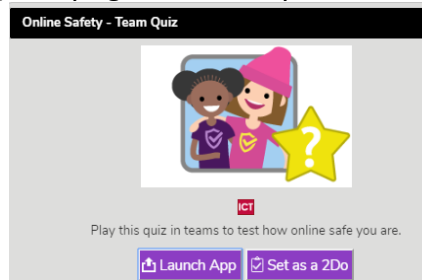 Online Safety - Team Quiz
?
ICT
Play this quiz in teams to test how online safe you are.
Launch App Set as a 2Do